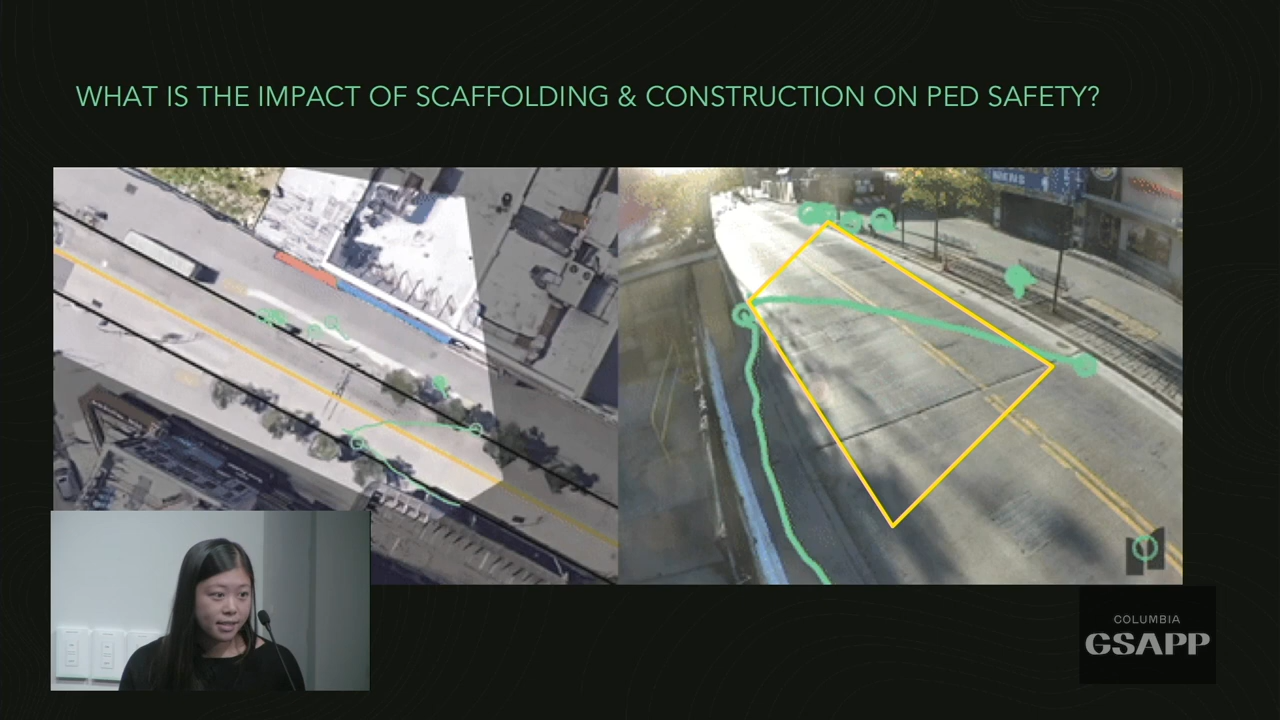 WHAT IS THE IMPACT OF SCAFFOLDING & CONSTRUCTION ON PED SAFETY?
COLUMBIA
GSAPP